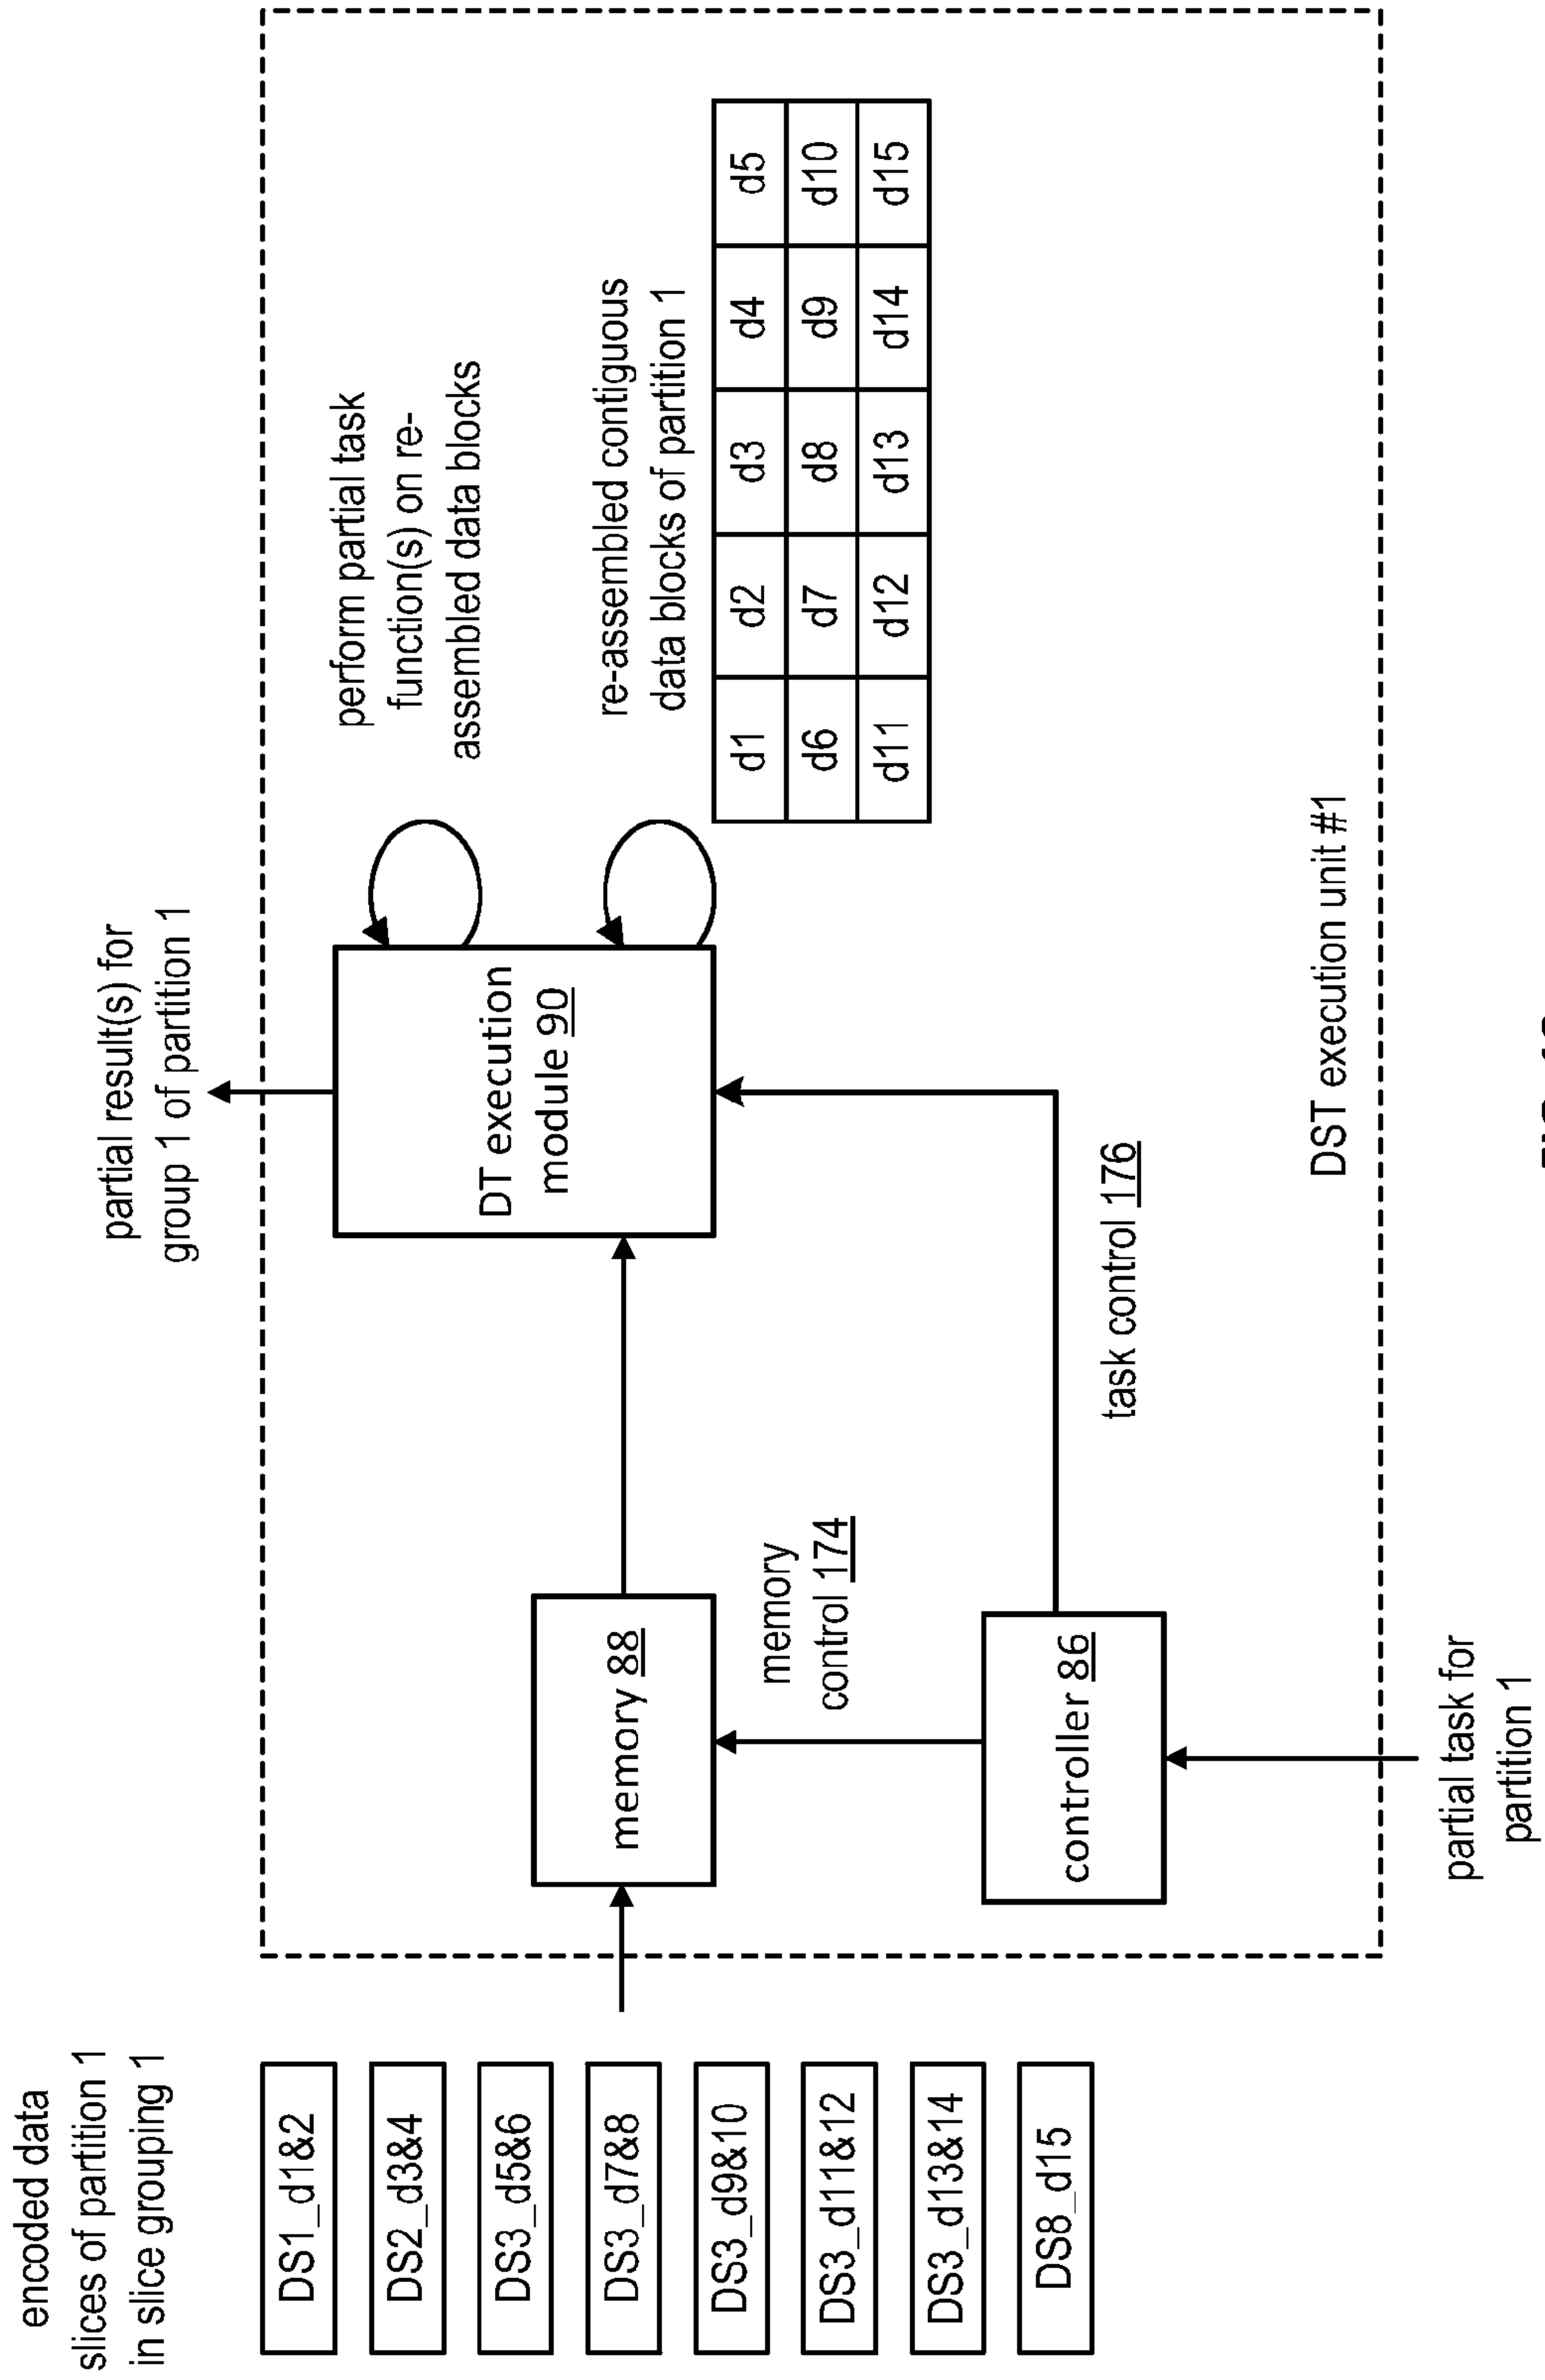 encoded data
slices of partition 1
in slice grouping 1
DS1_d1&2
DS2_d3&4
DS3_d5&6
DS3_d7&8
DS3_d9&10
DS3_d11&12
DS3_d13&14
DS8_d15
partial result(s) for
group 1 of partition 1
DT execution
module 90
perform partial task
function(s) on re-
assembled data blocks
re-assembled contiguous
data blocks of partition 1
d1 d2 d3 d4 d5
d6 d7 d8 d9 d10
d11 d12 d13 d14 d15
memory 88
memory
control 174
task control 176
controller 86
partial task for
partition 1
DST execution unit #1